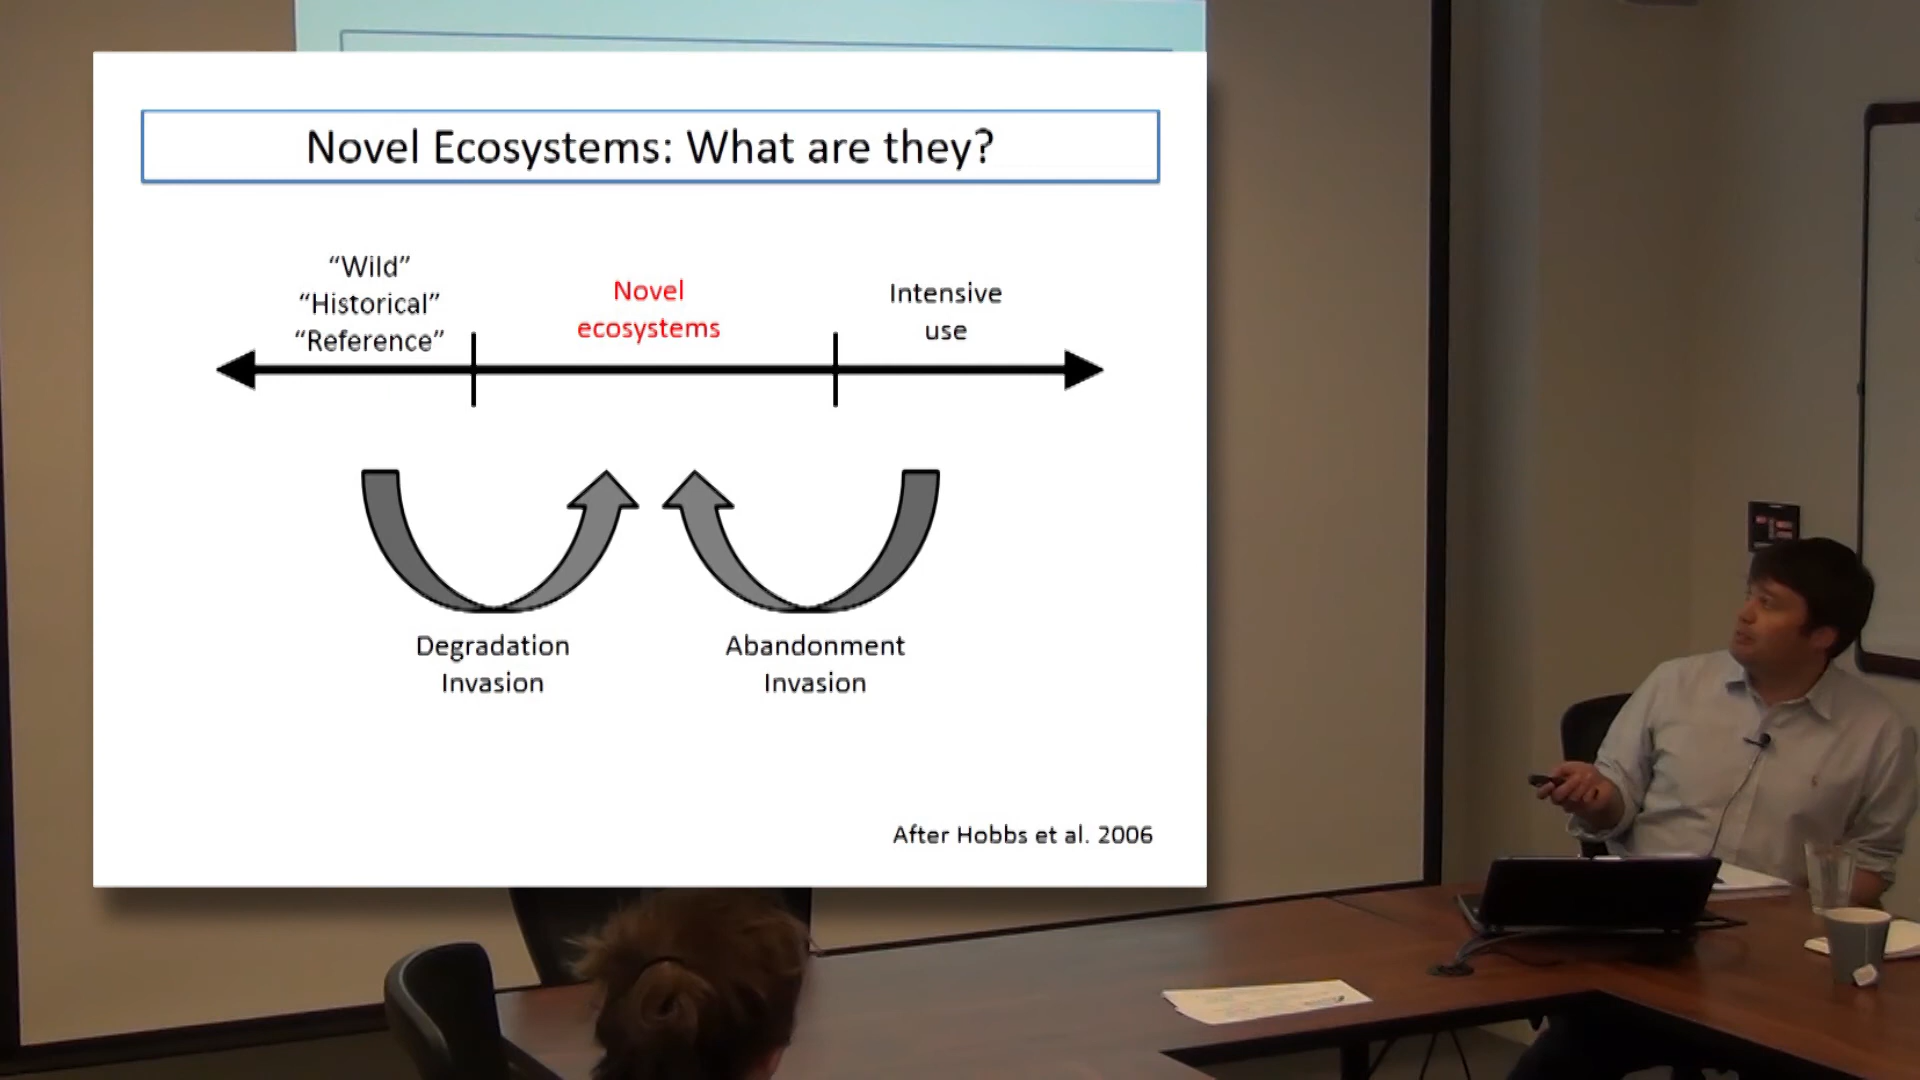 Novel Ecosystems: What are they?
“Wild”
“Historical”
“Reference”
Novel
ecosystems
Intensive
use
Degradation
Invasion
Abandonment
Invasion
After Hobbs et al. 2006